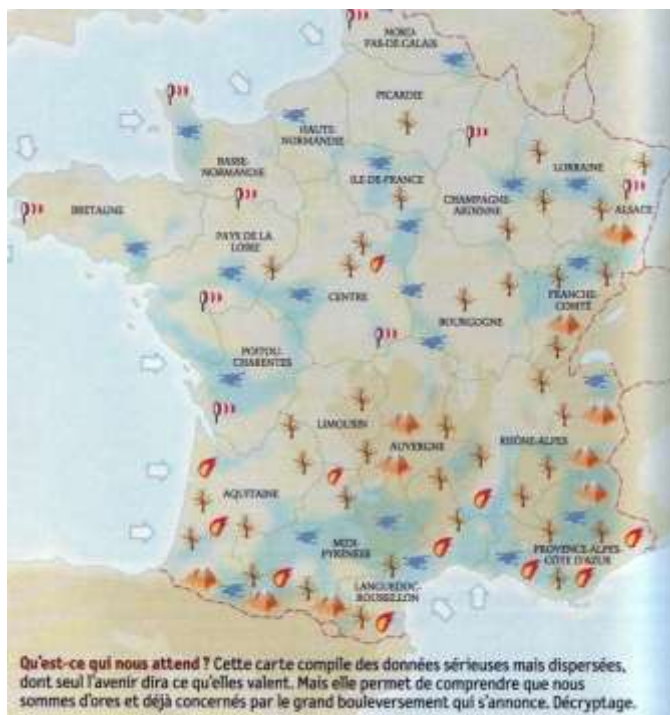 NORD-
PAS-DE-CALAIS
PICARDIE
HAUTE-
NORMANDIE
BASSE-
NORMANDIE
ILE-DE-FRANCE
LORRAINE
CHAMPAGNE-
ARDENNE
ALSACE
BRETAGNE
PAYS DE LA
LOIRE
CENTRE
BOURGOGNE
FRANCHE-
COMTÉ
POITOU-
CHARENTES
LIMOUSIN
AUVERGNE
RHÔNE-ALPES
AQUITAINE
MIDI-
PYRÉNÉES
PROVENCE-ALPES-
CÔTE D'AZUR
LANGUEDOC-
ROUSSILLON
Qu'est-ce qui nous attend ? Cette carte compile des données sérieuses mais dispersées,
dont seul l'avenir dira ce qu'elles valent. Mais elle permet de comprendre que nous
sommes d'ores et déjà concernés par le grand bouleversement qui s'annonce. Décryptage.